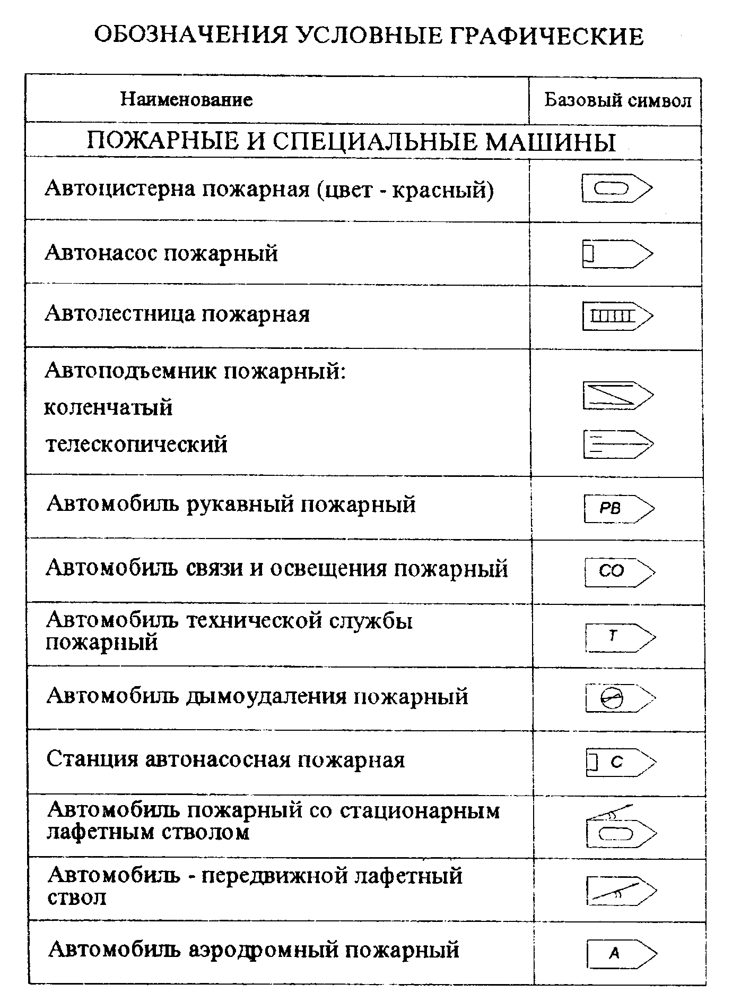 ОБОЗНАЧЕНИЯ УСЛОВНЫЕ ГРАФИЧЕСКИЕ
Наименование
Базовый символ
ПОЖАРНЫЕ И СПЕЦИАЛЬНЫЕ МАШИНЫ
Автоцистерна пожарная (цвет - красный)
Автонасос пожарный
Автолестница пожарная
Автоподъемник пожарный:
коленчатый
телескопический
Автомобиль рукавный пожарный
РВ
Автомобиль связи и освещения пожарный
СО
Автомобиль технической службы
пожарный
Т
Автомобиль дымоудаления пожарный
Станция автонасосная пожарная
С
Автомобиль пожарный со стационарным
лафетным стволом
Автомобиль - передвижной лафетный
ствол
Автомобиль аэродромный пожарный
А